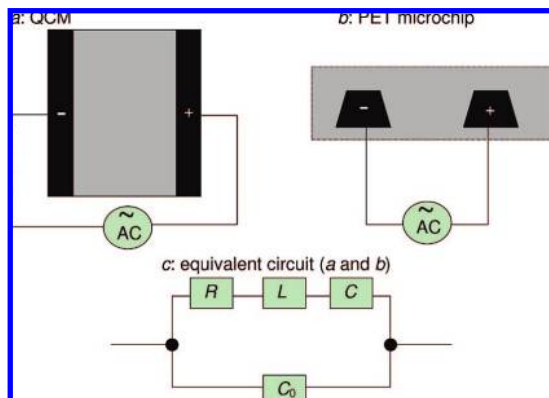 a: QCM
b: PET microchip
− +
− +
~
AC
~
AC
c: equivalent circuit (a and b)
R L C
C₀